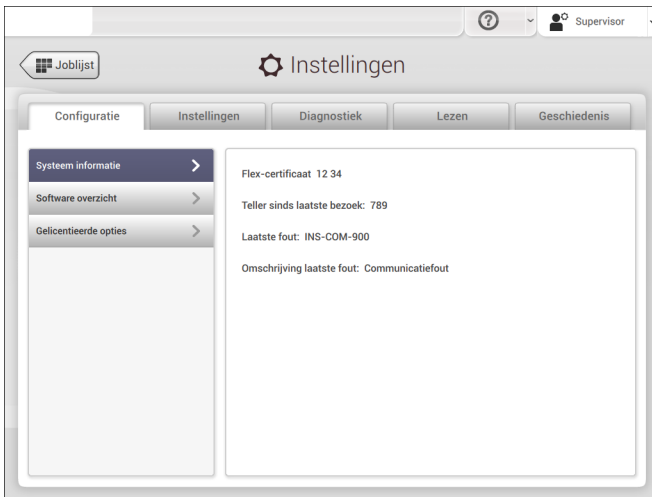 Supervisor
Joblijst
Instellingen
Configuratie
Instellingen
Diagnostiek
Lezen
Geschiedenis
Systeem informatie
Software overzicht
Gelicentieerde opties
Flex-certificaat 12 34
Teller sinds laatste bezoek: 789
Laatste fout: INS-COM-900
Omschrijving laatste fout: Communicatiefout